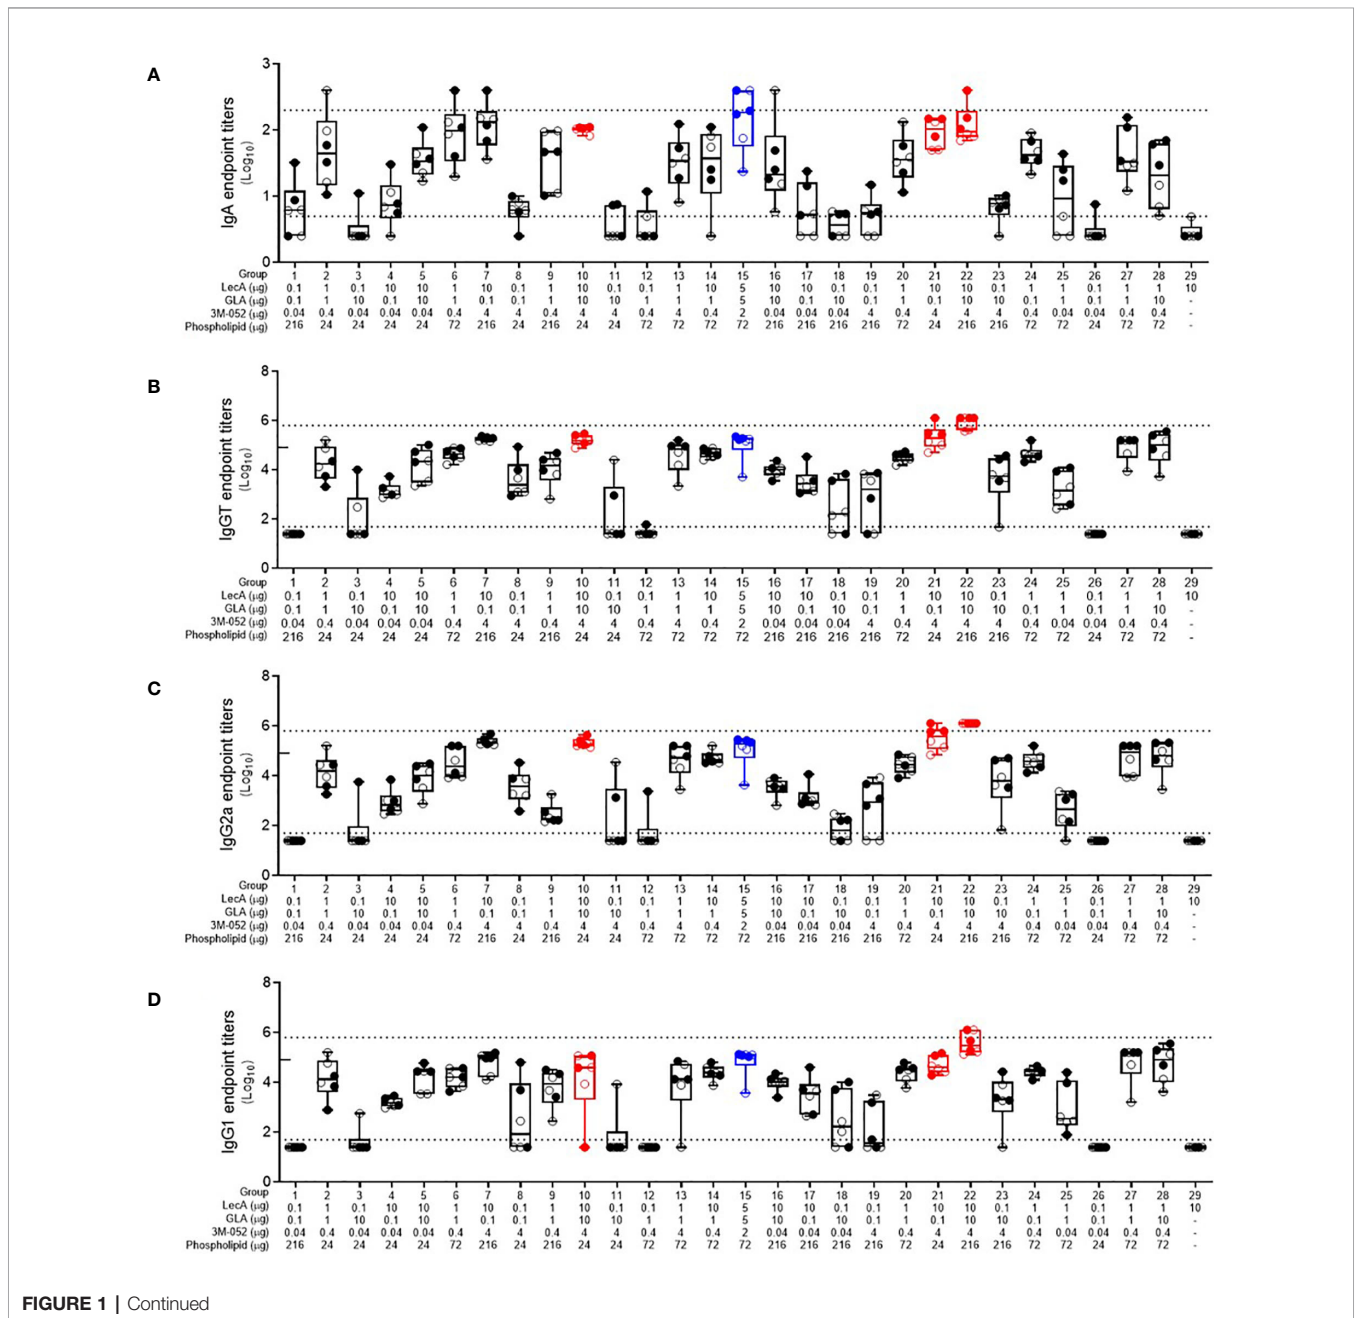 A
IgA endpoint titers
(Log10)
3
2
1
0
Group 1 2 3 4 5 6 7 8 9 10 11 12 13 14 15 16 17 18 19 20 21 22 23 24 25 26 27 28 29
LecA (µg) 0.1 1 0.1 10 10 1 10 0.1 1 10 0.1 0.1 1 10 5 10 10 0.1 0.1 1 10 10 0.1 1 1 0.1 1 1 10
GLA (µg) 0.1 1 10 0.1 10 1 0.1 0.1 1 10 10 1 1 1 5 10 0.1 10 0.1 1 0.1 10 10 0.1 1 0.1 1 10 -
3M-052 (µg) 0.04 0.4 0.04 0.04 0.04 0.4 4 4 0.4 4 4 0.4 4 0.4 2 0.04 0.04 0.04 4 0.4 4 4 4 0.4 0.04 0.04 0.4 0.4 -
Phospholipid (µg) 216 24 24 24 24 72 216 24 216 24 24 72 72 72 72 216 216 216 216 72 24 216 216 72 72 24 72 72 -
B
IgGT endpoint titers
(Log10)
8
6
4
2
0
Group 1 2 3 4 5 6 7 8 9 10 11 12 13 14 15 16 17 18 19 20 21 22 23 24 25 26 27 28 29
LecA (µg) 0.1 1 0.1 10 10 1 10 0.1 1 10 0.1 0.1 1 10 5 10 10 0.1 0.1 1 10 10 0.1 1 1 0.1 1 1 10
GLA (µg) 0.1 1 10 0.1 10 1 0.1 0.1 1 10 10 1 1 1 5 10 0.1 10 0.1 1 0.1 10 10 0.1 1 0.1 1 10 -
3M-052 (µg) 0.04 0.4 0.04 0.04 0.04 0.4 4 4 0.4 4 4 0.4 4 0.4 2 0.04 0.04 0.04 4 0.4 4 4 4 0.4 0.04 0.04 0.4 0.4 -
Phospholipid (µg) 216 24 24 24 24 72 216 24 216 24 24 72 72 72 72 216 216 216 216 72 24 216 216 72 72 24 72 72 -
C
IgG2a endpoint titers
(Log10)
8
6
4
2
0
Group 1 2 3 4 5 6 7 8 9 10 11 12 13 14 15 16 17 18 19 20 21 22 23 24 25 26 27 28 29
LecA (µg) 0.1 1 0.1 10 10 1 10 0.1 1 10 0.1 0.1 1 10 5 10 10 0.1 0.1 1 10 10 0.1 1 1 0.1 1 1 10
GLA (µg) 0.1 1 10 0.1 10 1 0.1 0.1 1 10 10 1 1 1 5 10 0.1 10 0.1 1 0.1 10 10 0.1 1 0.1 1 10 -
3M-052 (µg) 0.04 0.4 0.04 0.04 0.04 0.4 4 4 0.4 4 4 0.4 4 0.4 2 0.04 0.04 0.04 4 0.4 4 4 4 0.4 0.04 0.04 0.4 0.4 -
Phospholipid (µg) 216 24 24 24 24 72 216 24 216 24 24 72 72 72 72 216 216 216 216 72 24 216 216 72 72 24 72 72 -
D
IgG1 endpoint titers
(Log10)
8
6
4
2
0
Group 1 2 3 4 5 6 7 8 9 10 11 12 13 14 15 16 17 18 19 20 21 22 23 24 25 26 27 28 29
LecA (µg) 0.1 1 0.1 10 10 1 10 0.1 1 10 0.1 0.1 1 10 5 10 10 0.1 0.1 1 10 10 0.1 1 1 0.1 1 1 10
GLA (µg) 0.1 1 10 0.1 10 1 0.1 0.1 1 10 10 1 1 1 5 10 0.1 10 0.1 1 0.1 10 10 0.1 1 0.1 1 10 -
3M-052 (µg) 0.04 0.4 0.04 0.04 0.04 0.4 4 4 0.4 4 4 0.4 4 0.4 2 0.04 0.04 0.04 4 0.4 4 4 4 0.4 0.04 0.04 0.4 0.4 -
Phospholipid (µg) 216 24 24 24 24 72 216 24 216 24 24 72 72 72 72 216 216 216 216 72 24 216 216 72 72 24 72 72 -
FIGURE 1 | Continued